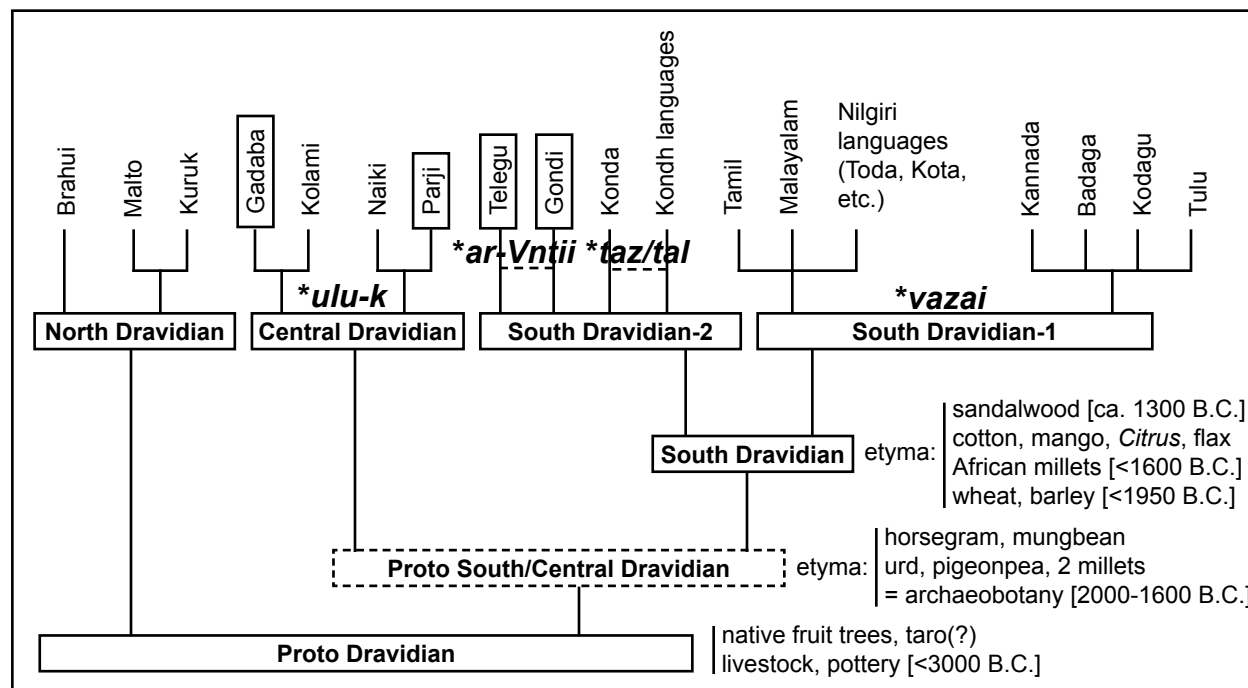 Brahui
Malto
Kuruk
Gadaba
Kolami
Naiki
Parji
Telegu
Gondi
Konda
Kondh languages
Tamil
Malayalam
Nilgiri
languages
(Toda, Kota,
etc.)
Kannada
Badaga
Kodagu
Tulu
*ar-Vntii *taz/tal
*ulu-k
*vazai
North Dravidian
Central Dravidian
South Dravidian-2
South Dravidian-1
South Dravidian
etyma:
sandalwood [ca. 1300 B.C.]
cotton, mango, Citrus, flax
African millets [<1600 B.C.]
wheat, barley [<1950 B.C.]
Proto South/Central Dravidian
etyma:
horsegram, mungbean
urd, pigeonpea, 2 millets
= archaeobotany [2000-1600 B.C.]
Proto Dravidian
native fruit trees, taro(?)
livestock, pottery [<3000 B.C.]